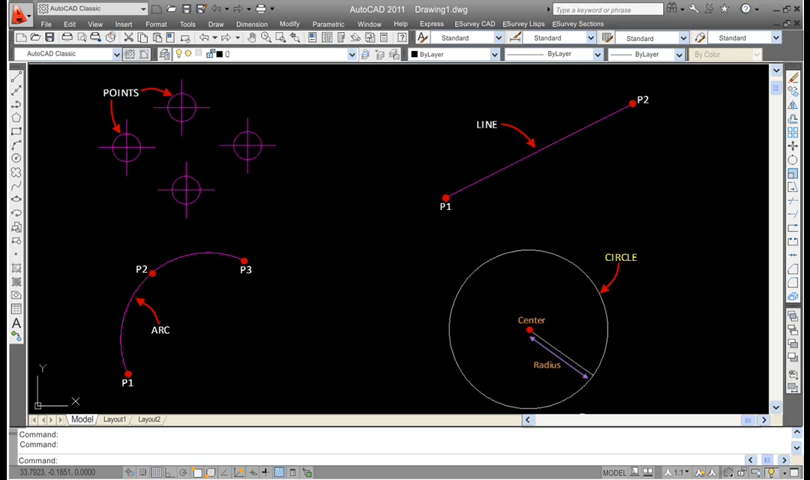 AutoCAD Classic
AutoCAD 2011 Drawing1.dwg
Type a keyword or phrase
File Edit View Insert Format Tools Draw Dimension Modify Parametric Window Help Express ESurvey CAD ESurvey Lisps ESurvey Sections
Standard Standard Standard Standard
AutoCAD Classic 0 ByLayer ByLayer ByLayer By Color
POINTS
P2
LINE
P1
P2
P3
ARC
P1
CIRCLE
Center
Radius
Y
X
Model Layout1 Layout2
Command:
Command:
Command:
33.7923, -0.1851, 0.0000 MODEL 1:1